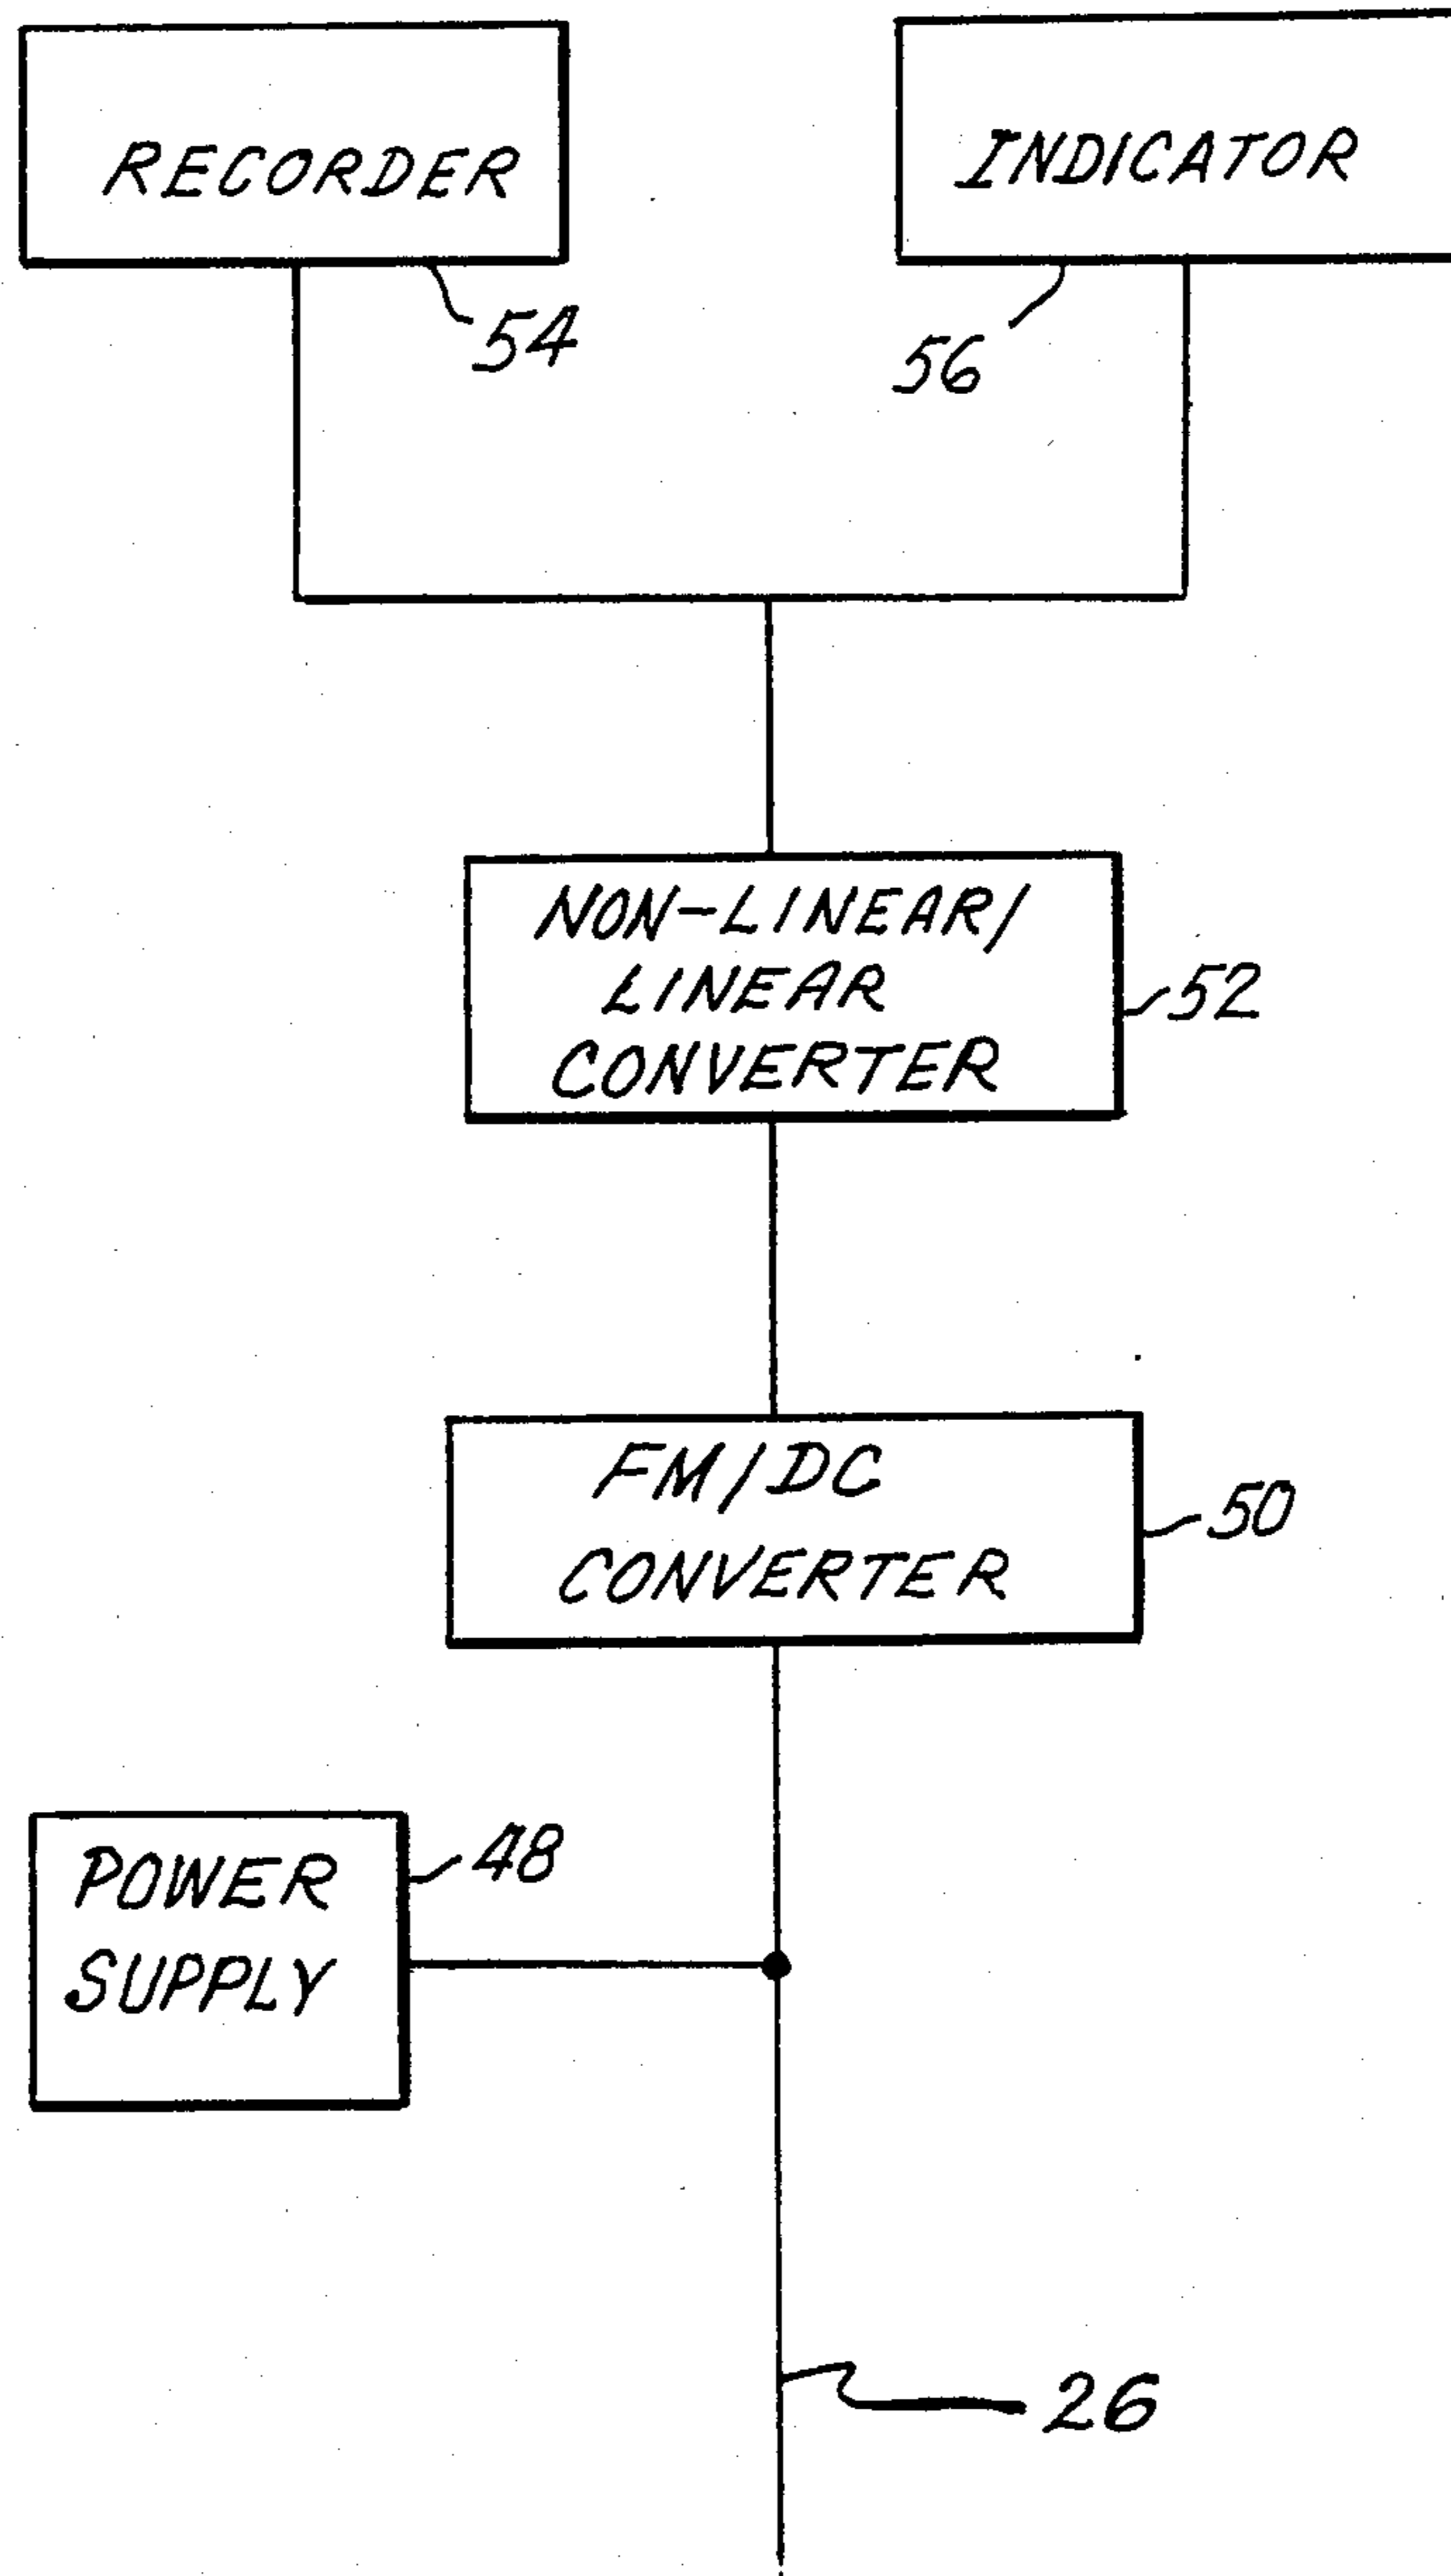 RECORDER
INDICATOR
54
56
NON-LINEAR/
LINEAR
CONVERTER
52
FM/DC
CONVERTER
50
POWER
SUPPLY
48
26